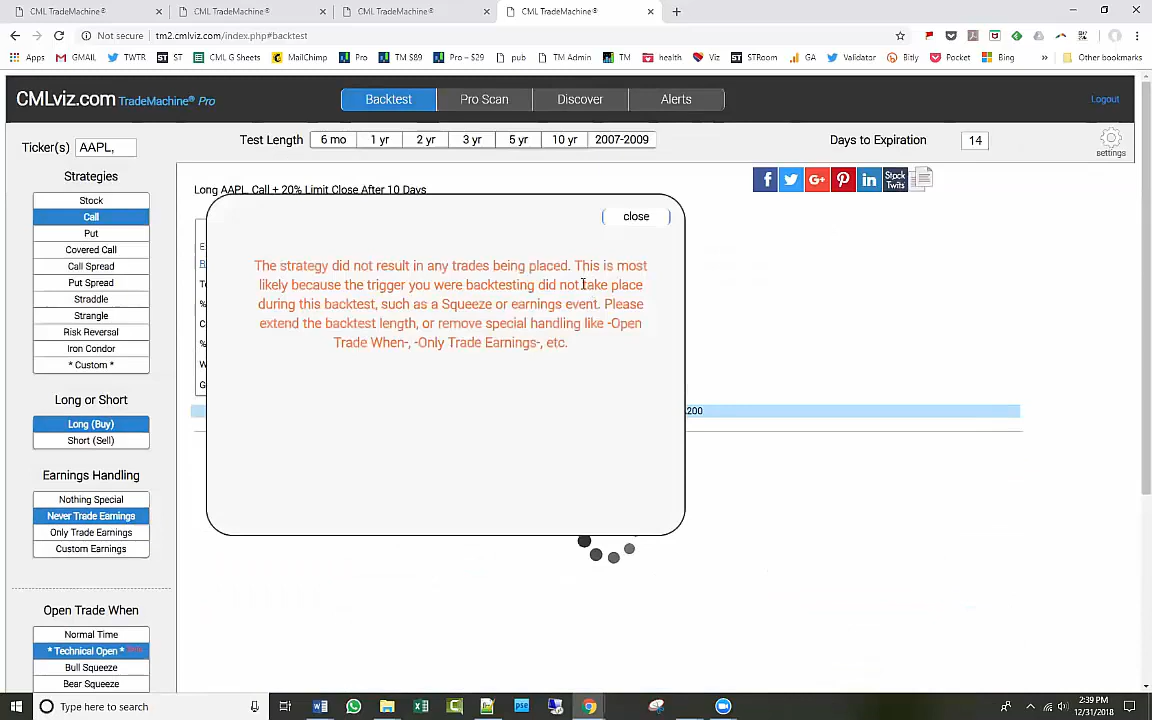 CML TradeMachine®
CML TradeMachine®
CML TradeMachine®
CML TradeMachine®
Not secure | tm2.cmlviz.com/index.php#backtest
Apps GMAIL TWTR ST CML G Sheets MailChimp Pro TM $89 Pro ~ $29 pub TM Admin TM health Viz STRoom GA Validator Bitly Pocket Bing » Other bookmarks
CMLviz.com TradeMachine® Pro
Backtest Pro Scan Discover Alerts
Logout
Ticker(s) AAPL,
Test Length 6 mo 1 yr 2 yr 3 yr 5 yr 10 yr 2007-2009
Days to Expiration 14
settings
Strategies
Stock
Call
Put
Covered Call
Call Spread
Put Spread
Straddle
Strangle
Risk Reversal
Iron Condor
* Custom *
Long or Short
Long (Buy)
Short (Sell)
Earnings Handling
Nothing Special
Never Trade Earnings
Only Trade Earnings
Custom Earnings
Open Trade When
Normal Time
* Technical Open *
Bull Squeeze
Bear Squeeze
Long AAPL, Call + 20% Limit Close After 10 Days
Stock
Twits
close
The strategy did not result in any trades being placed. This is most
likely because the trigger you were backtesting did not take place
during this backtest, such as a Squeeze or earnings event. Please
extend the backtest length, or remove special handling like -Open
Trade When-, -Only Trade Earnings-, etc.
E
B
T
%
C
%
W
G
200
Type here to search
2:39 PM
12/31/2018